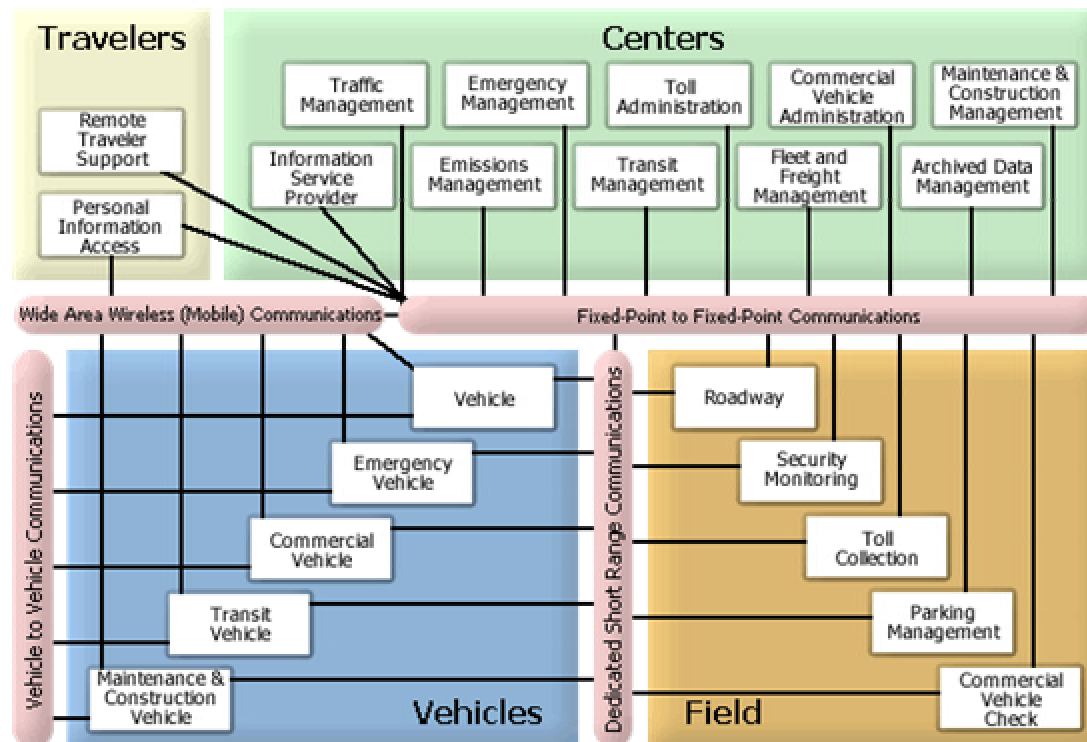 Travelers
Centers
Traffic
Management
Emergency
Management
Toll
Administration
Commercial
Vehicle
Administration
Maintenance &
Construction
Management
Remote
Traveler
Support
Information
Service
Provider
Emissions
Management
Transit
Management
Fleet and
Freight
Management
Archived Data
Management
Personal
Information
Access
Wide Area Wireless (Mobile) Communications
Fixed-Point to Fixed-Point Communications
Vehicle to Vehicle Communications
Vehicle
Emergency
Vehicle
Commercial
Vehicle
Transit
Vehicle
Maintenance &
Construction
Vehicle
Vehicles
Dedicated Short Range Communications
Roadway
Security
Monitoring
Toll
Collection
Parking
Management
Commercial
Vehicle
Check
Field